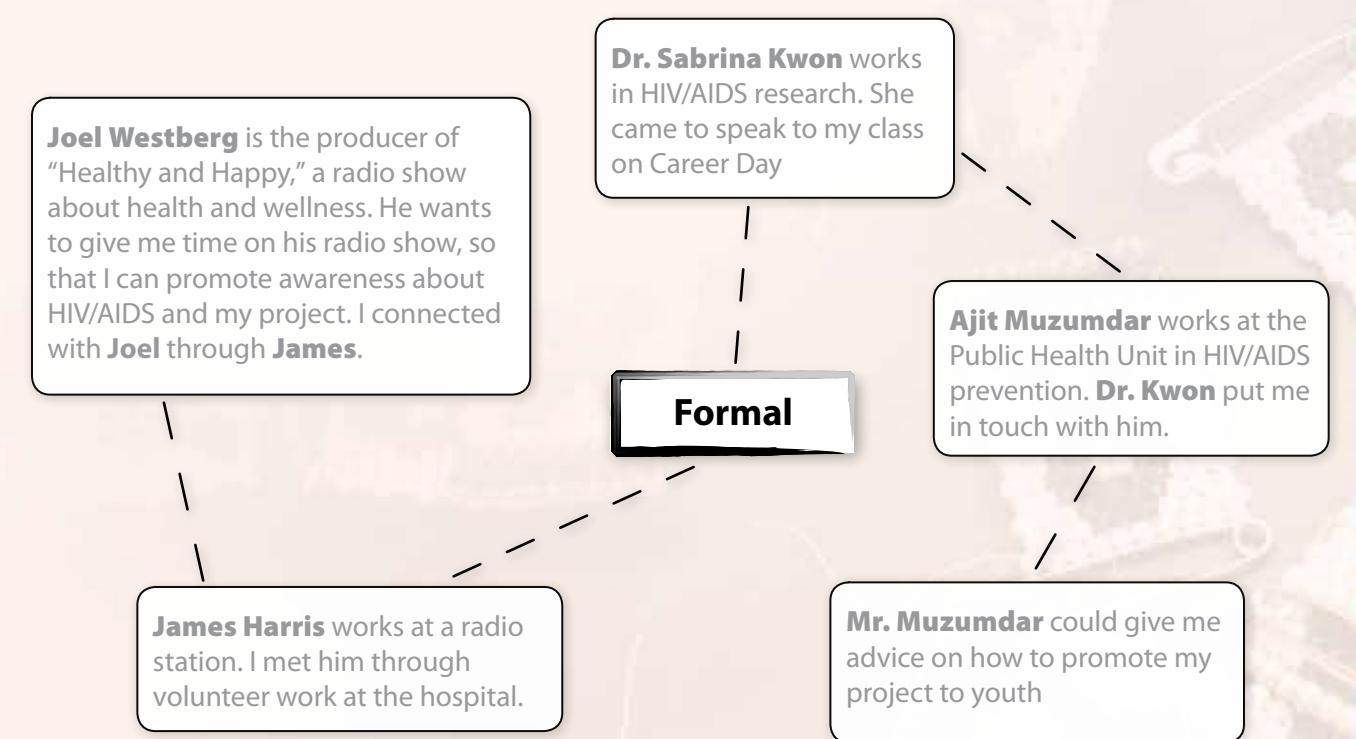 Dr. Sabrina Kwon works
in HIV/AIDS research. She
came to speak to my class
on Career Day
Joel Westberg is the producer of
“Healthy and Happy,” a radio show
about health and wellness. He wants
to give me time on his radio show, so
that I can promote awareness about
HIV/AIDS and my project. I connected
with Joel through James.
Ajit Muzumdar works at the
Public Health Unit in HIV/AIDS
prevention. Dr. Kwon put me
in touch with him.
Formal
James Harris works at a radio
station. I met him through
volunteer work at the hospital.
Mr. Muzumdar could give me
advice on how to promote my
project to youth